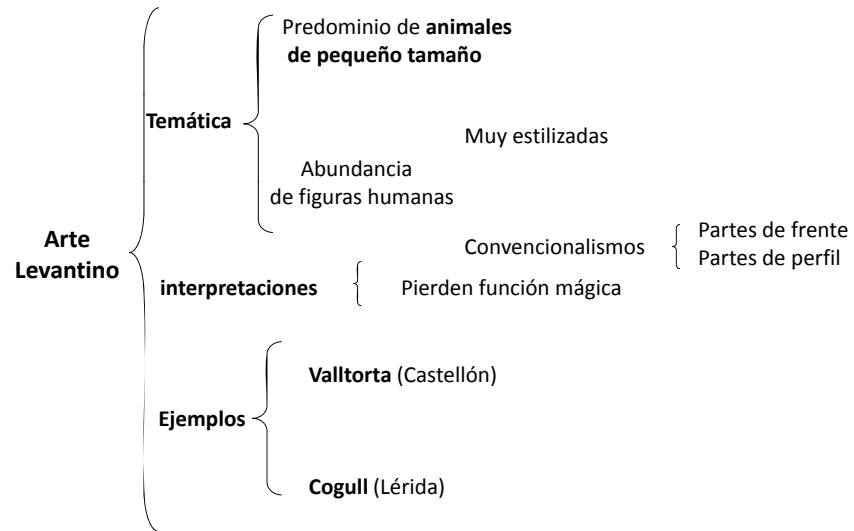 Predominio de animales
de pequeño tamaño
Temática
Muy estilizadas
Abundancia
de figuras humanas
Arte
Levantino
Convencionalismos
Partes de frente
Partes de perfil
interpretaciones
Pierden función mágica
Valltorta (Castellón)
Ejemplos
Cogull (Lérida)